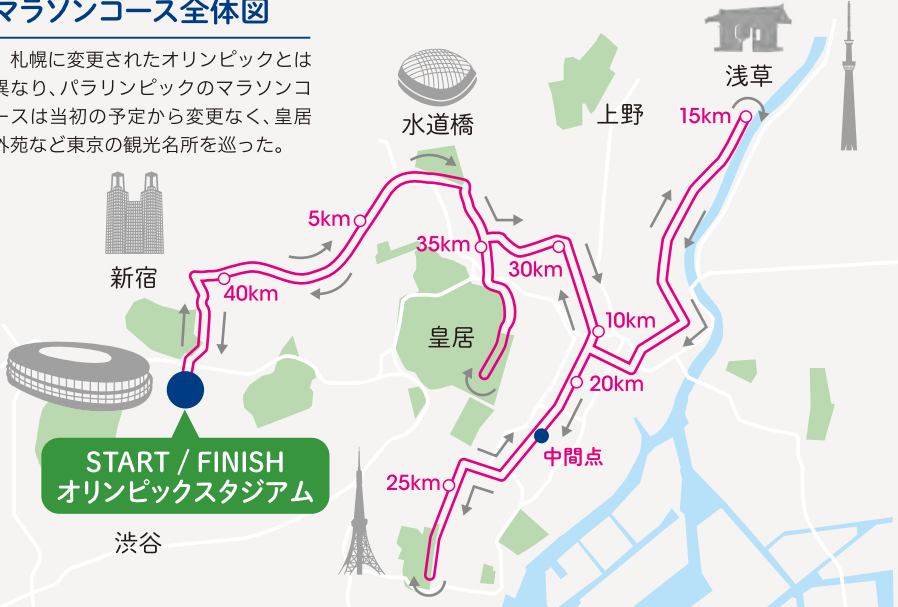 マラソンコース全体図
札幌に変更されたオリンピックとは
異なり、パラリンピックのマラソンコ
ースは当初の予定から変更なく、皇居
外苑など東京の観光名所を巡った。
浅草
上野
水道橋
15km
新宿
5km
35km
30km
40km
10km
皇居
20km
中間点
START / FINISH
オリンピックスタジアム
25km
渋谷